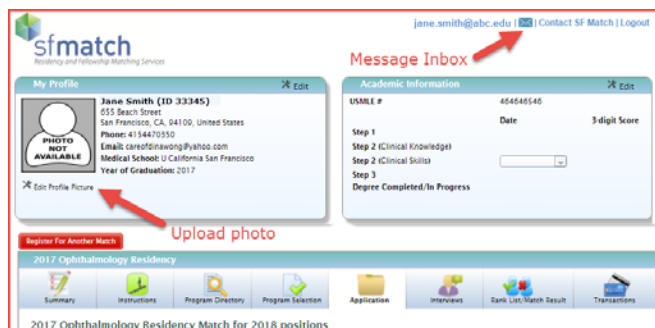 jane.smith@abc.edu | | Contact SF Match | Logout
sfmatch
Residency and Fellowship Matching Services
Message Inbox
My Profile
Edit
PHOTO
NOT
AVAILABLE
Jane Smith (ID 33345)
655 Beach Street
San Francisco, CA, 94109, United States
Phone: 4154470350
Email: careofdinawong@yahoo.com
Medical School: U California San Francisco
Year of Graduation: 2017
Edit Profile Picture
Academic Information
Edit
USMLE # 464646546
Date 3-digit Score
Step 1
Step 2 (Clinical Knowledge)
Step 2 (Clinical Skills)
Step 3
Degree Completed/In Progress
Upload photo
Register For Another Match
2017 Ophthalmology Residency
Summary Instructions Program Directory Program Selection Application Interviews Rank List/Match Result Transactions
2017 Ophthalmology Residency Match for 2018 positions